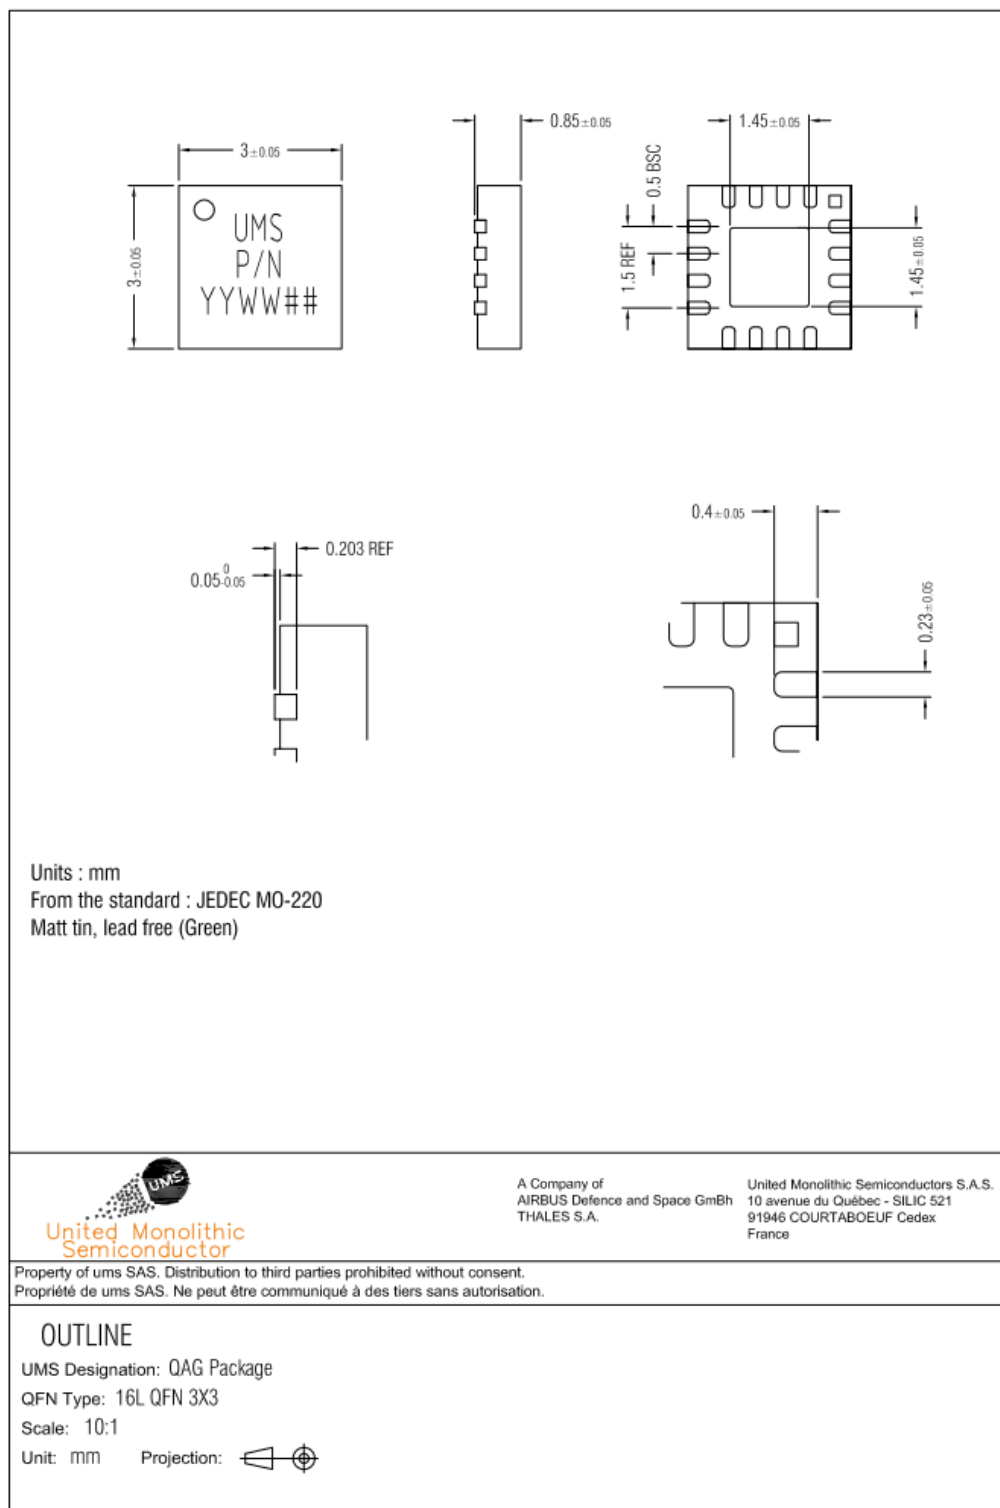 3±0.05
3±0.05
UMS
P/N
YYWW##
0.85±0.05
0.5 BSC
1.5 REF
1.45±0.05
1.45±0.05
0.203 REF
0.05 0 -0.05
0.4±0.05
0.23±0.05
Units : mm
From the standard : JEDEC MO-220
Matt tin, lead free (Green)
UMS
United Monolithic
Semiconductor
A Company of
AIRBUS Defence and Space GmBh
THALES S.A.
United Monolithic Semiconductors S.A.S.
10 avenue du Québec - SILIC 521
91946 COURTABOEUF Cedex
France
Property of ums SAS. Distribution to third parties prohibited without consent.
Propriété de ums SAS. Ne peut être communiqué à des tiers sans autorisation.
OUTLINE
UMS Designation: QAG Package
QFN Type: 16L QFN 3X3
Scale: 10:1
Unit: mm Projection: